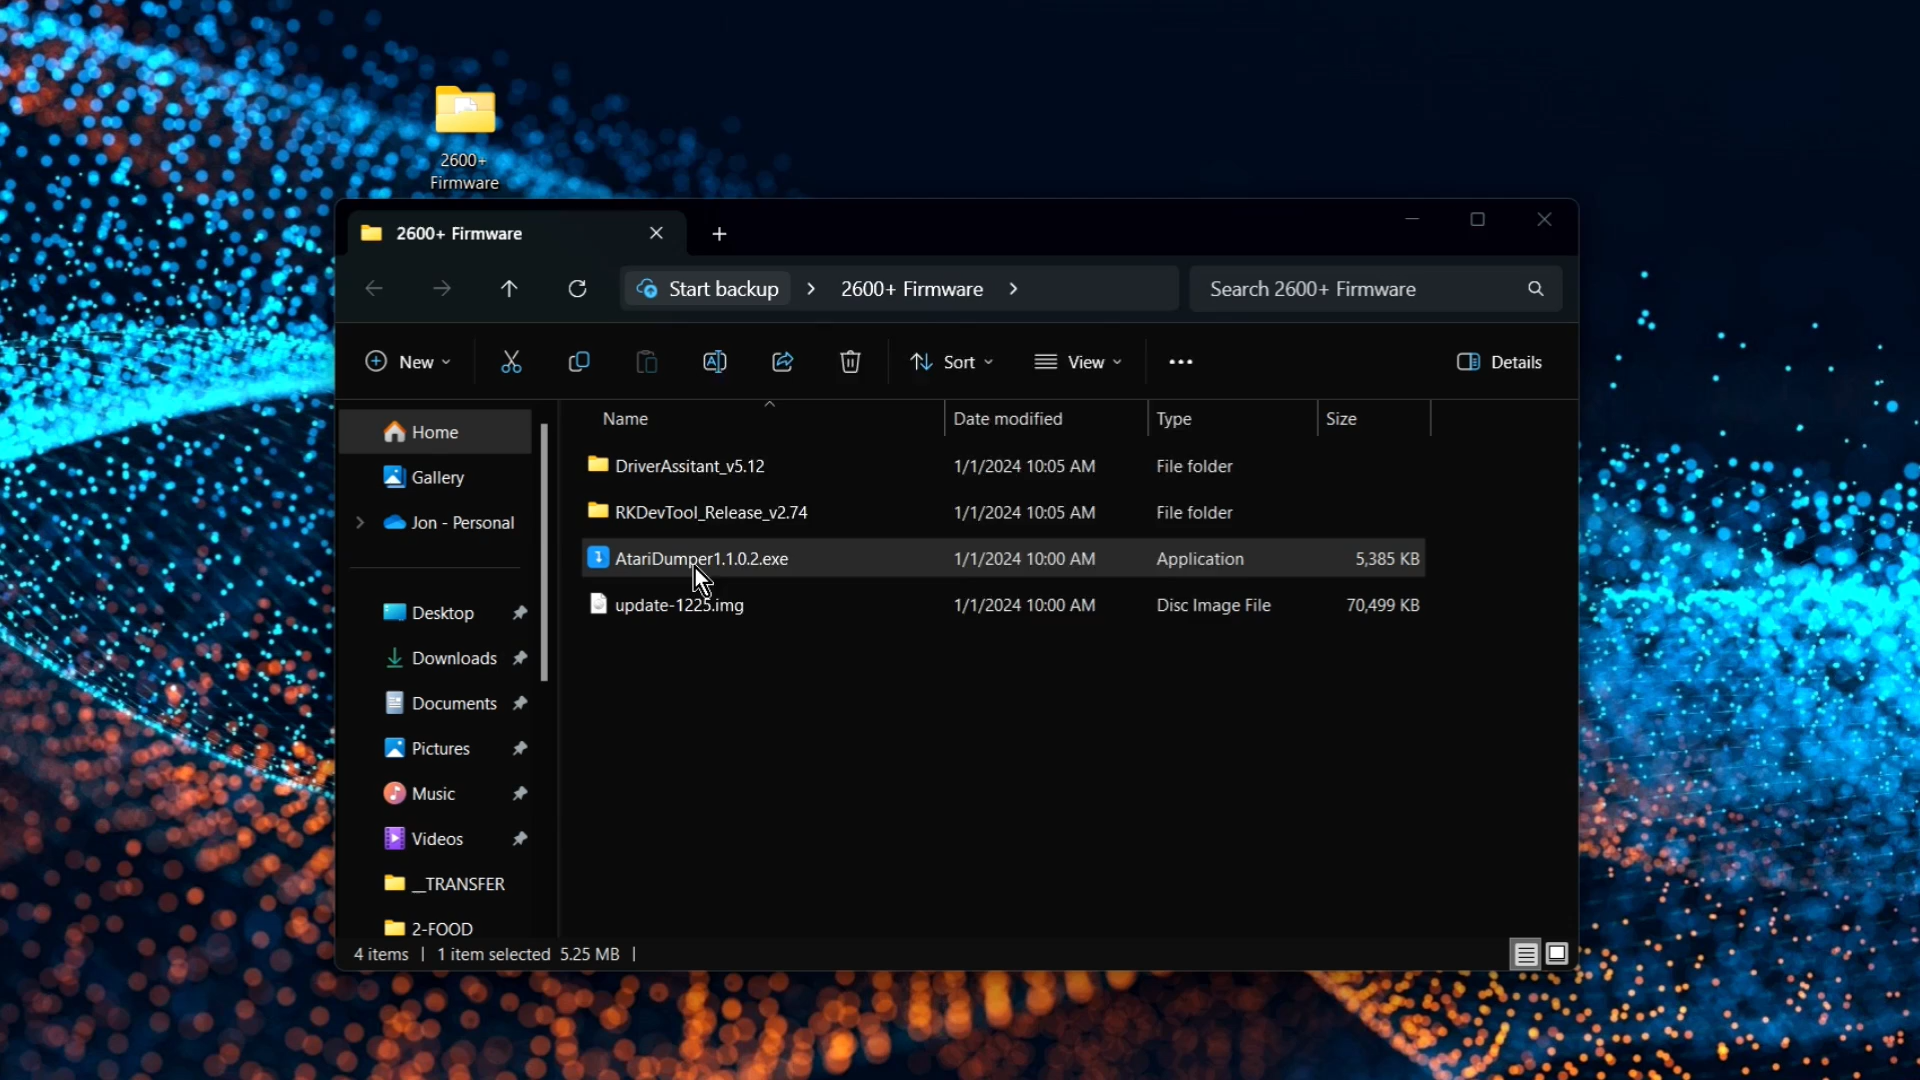 2600+
Firmware
2600+ Firmware
Start backup > 2600+ Firmware >
Search 2600+ Firmware
New
Sort
View
Details
Name Date modified Type Size
DriverAssitant_v5.12 1/1/2024 10:05 AM File folder
RKDevTool_Release_v2.74 1/1/2024 10:05 AM File folder
AtariDumper1.1.0.2.exe 1/1/2024 10:00 AM Application 5,385 KB
update-1225.img 1/1/2024 10:00 AM Disc Image File 70,499 KB
Home
Gallery
Jon - Personal
Desktop
Downloads
Documents
Pictures
Music
Videos
__TRANSFER
2-FOOD
4 items | 1 item selected 5.25 MB |